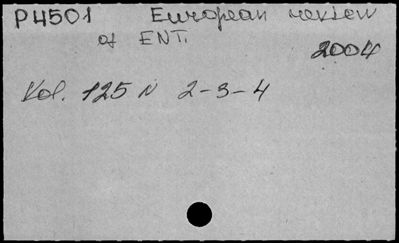 P4501 European review
of ENT.
2004
Vol. 125 N 2-3-4